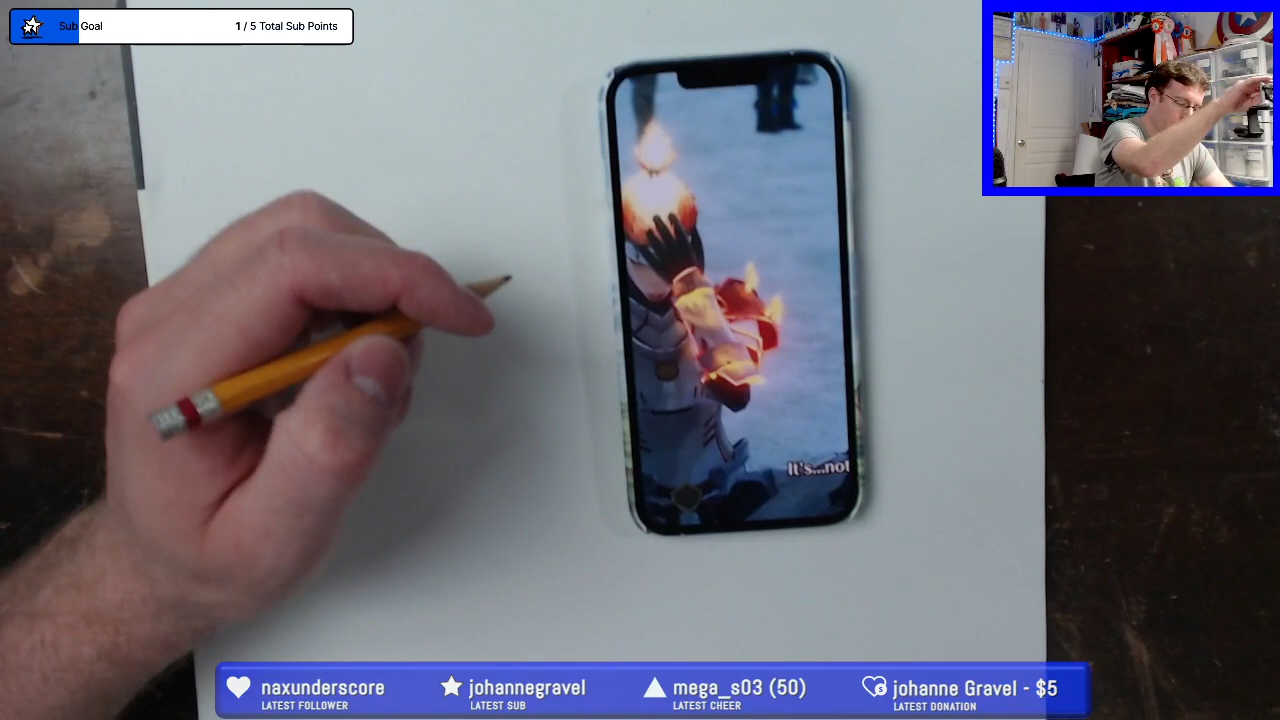 Sub Goal 1 / 5 Total Sub Points
It's...not
naxunderscore johannegravel mega_s03 (50) johanne Gravel - $5
LATEST FOLLOWER LATEST SUB LATEST CHEER LATEST DONATION